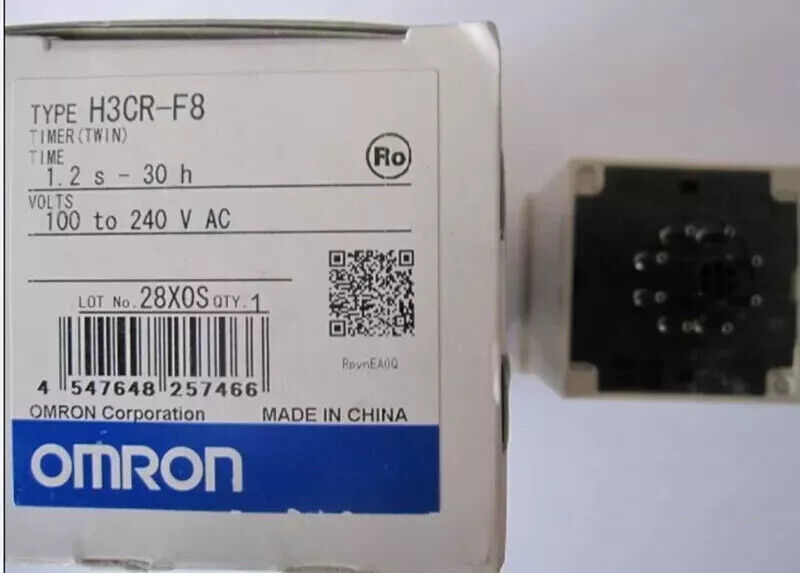 TYPE H3CR-F8
TIMER(TWIN)
TIME
1.2 s - 30 h
Ro
VOLTS
100 to 240 V AC
LOT No. 28X0S QTY. 1
RpvnEA0Q
4 547648 257466
OMRON Corporation MADE IN CHINA
OMRON